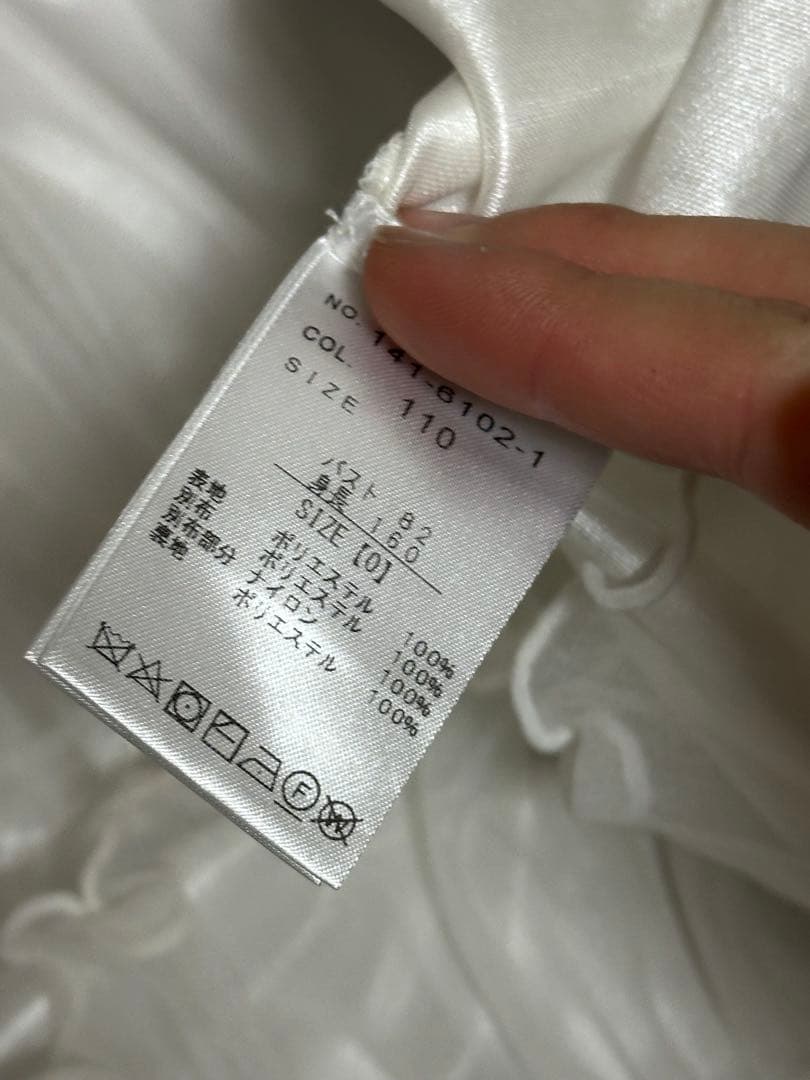 NO. 141-6102-1
COL. 110
SIZE
バスト 82
身長 160
SIZE [0]
表地 ポリエステル 100%
別布 ポリエステル 100%
別布部分 ナイロン 100%
裏地 ポリエステル 100%
F
W